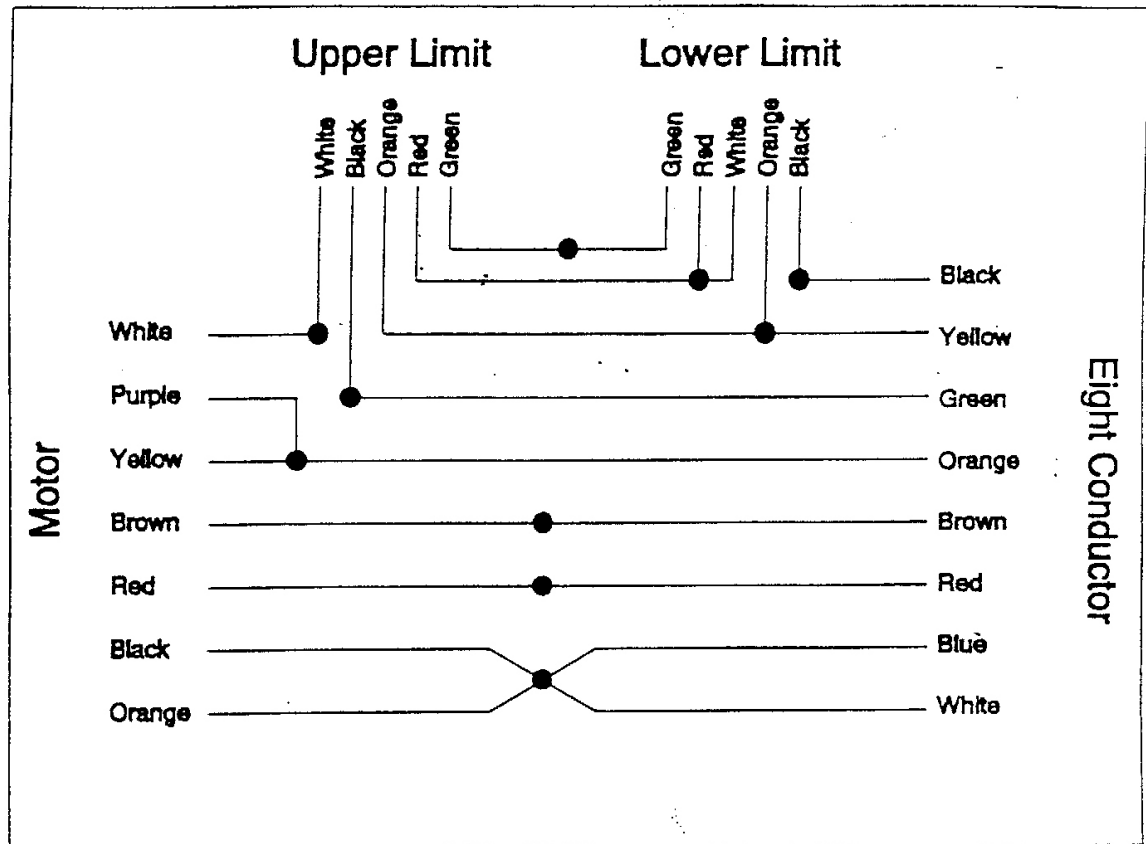 Upper Limit Lower Limit
White Black Orange Red Green Green Red White Orange Black
Black
White Yellow
Purple Green
Yellow Orange
Brown Brown
Red Red
Black Blue
Orange White
Motor
Eight Conductor